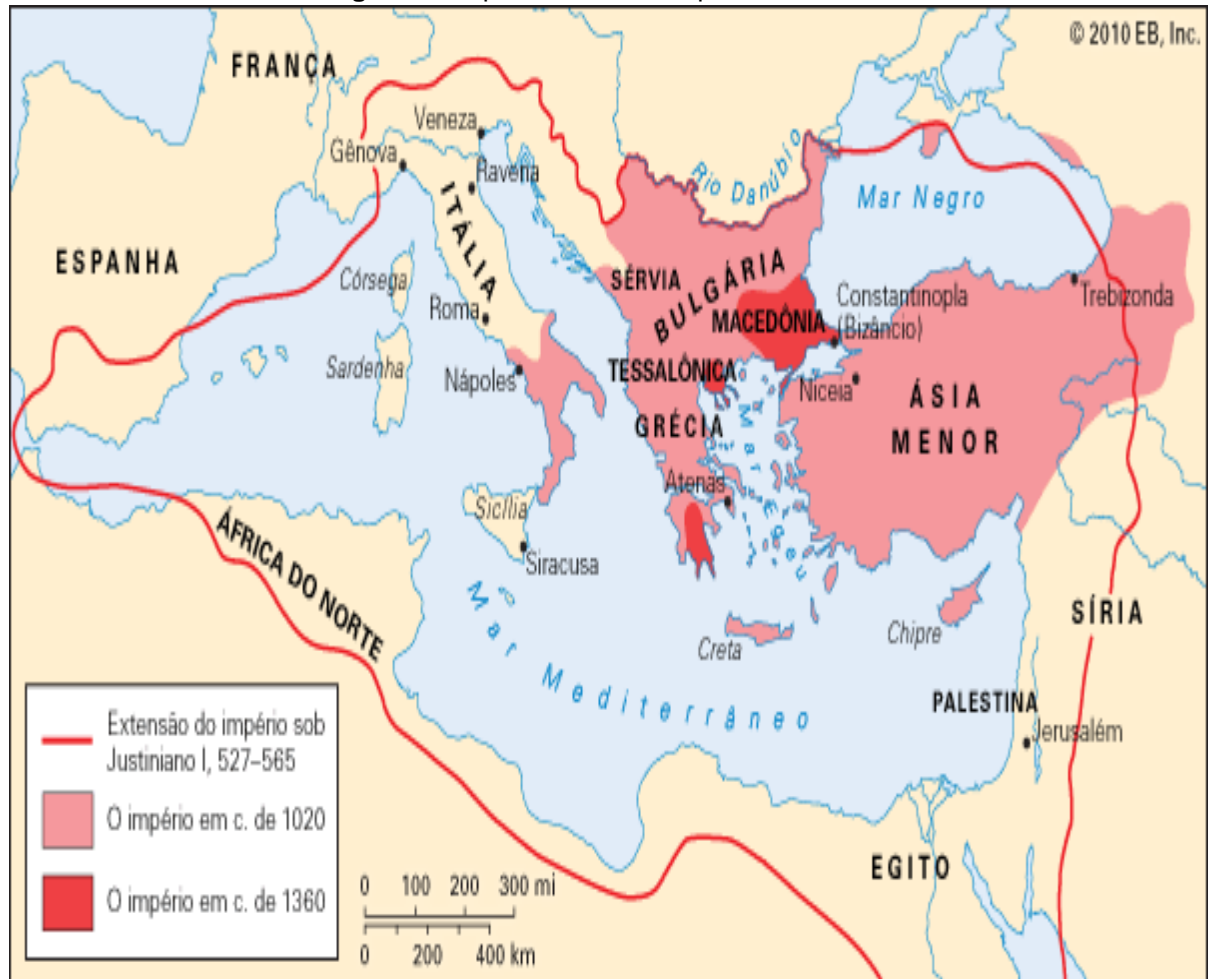 © 2010 EB, Inc.
FRANÇA
Veneza
Gênova
Ravena
Rio Danúbio
Mar Negro
ITÁLIA
ESPANHA
Córsega
SÉRVIA
BULGÁRIA
Constantinopla
(Bizâncio)
Trebizonda
Roma
MACEDÔNIA
Sardenha
Nápoles
TESSALÔNICA
Niceia
ÁSIA
MENOR
GRÉCIA
Mar Egeu
Atenas
Sicília
Siracusa
ÁFRICA DO NORTE
Mar Mediterrâneo
Creta
Chipre
SÍRIA
PALESTINA
Jerusalém
EGITO
Extensão do império sob
Justiniano I, 527–565
O império em c. de 1020
O império em c. de 1360
0 100 200 300 mi
0 200 400 km